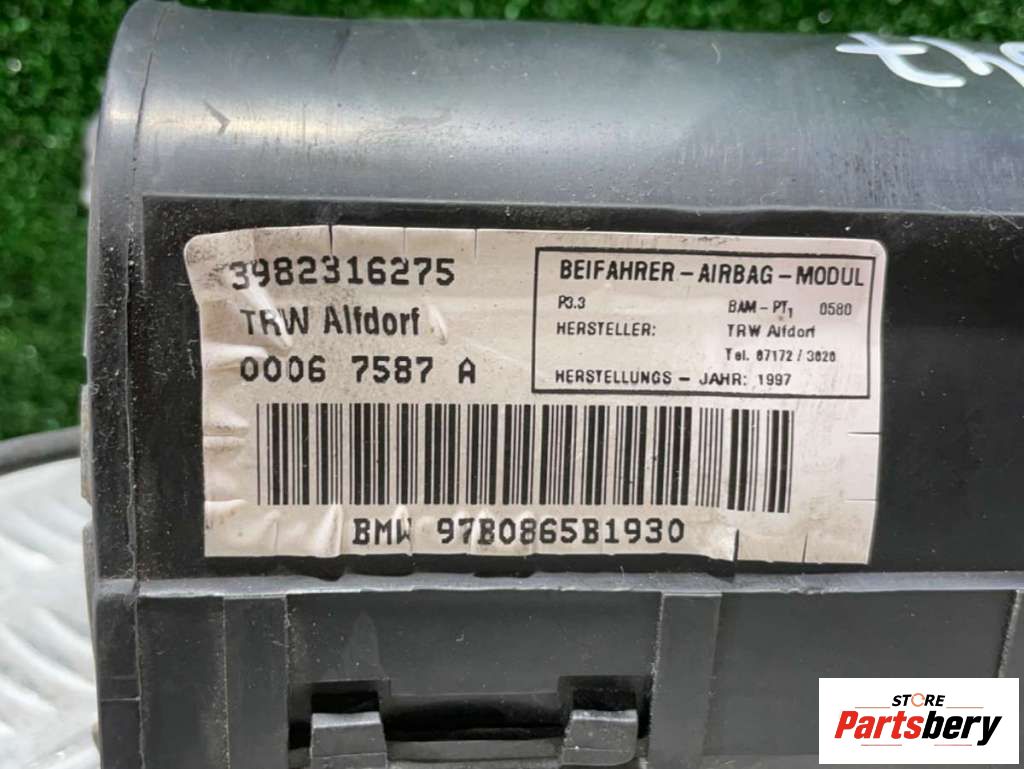 3982316275
TRW Alfdorf
0006 7587 A
BEIFAHRER - AIRBAG - MODUL
P3.3 BAM - PT1 0580
HERSTELLER: TRW Alfdorf
Tel. 07172 / 3020
HERSTELLUNGS - JAHR: 1997
BMW 97B0865B1930
STORE
Partsbery